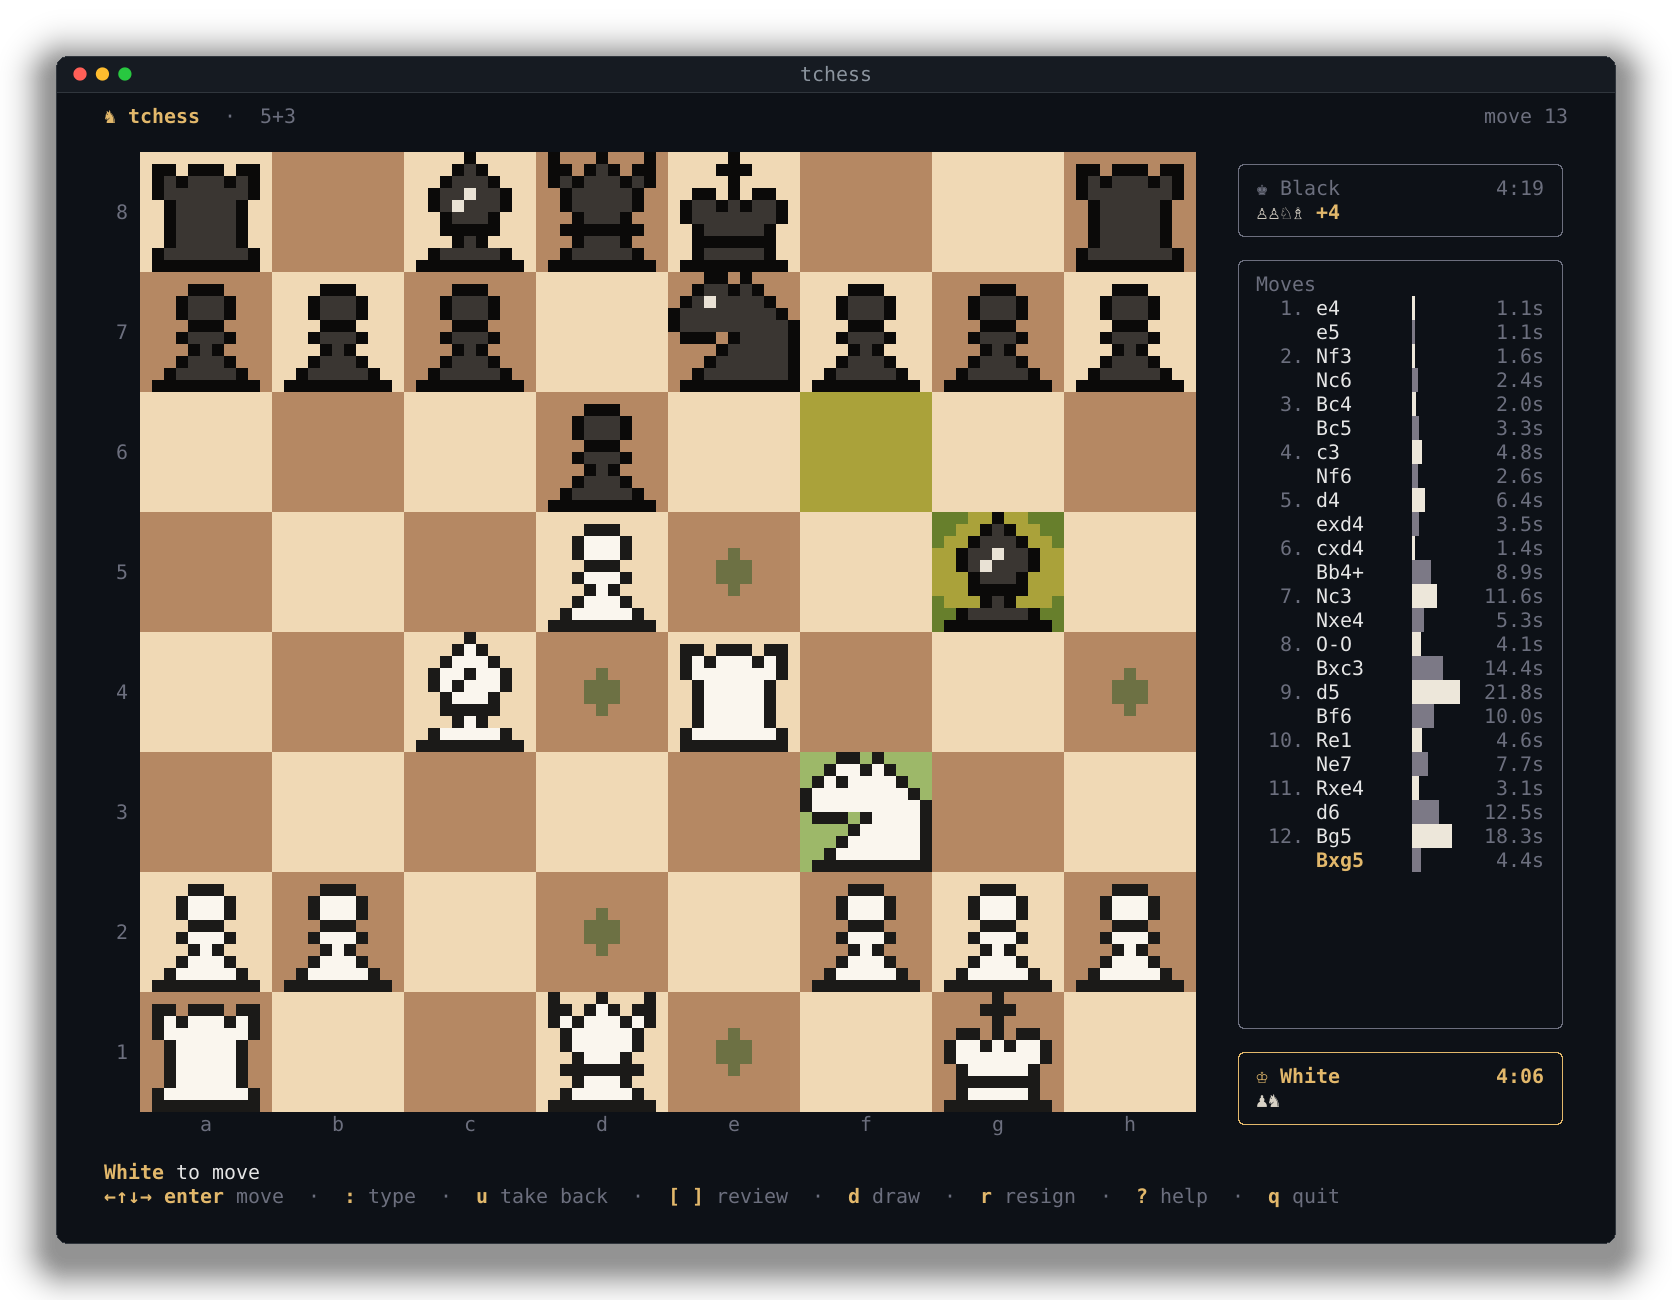 tchess
♞ tchess · 5+3 move 13
♚ Black 4:19
♙♙♘♗ +4
Moves
1. e4 1.1s
e5 1.1s
2. Nf3 1.6s
Nc6 2.4s
3. Bc4 2.0s
Bc5 3.3s
4. c3 4.8s
Nf6 2.6s
5. d4 6.4s
exd4 3.5s
6. cxd4 1.4s
Bb4+ 8.9s
7. Nc3 11.6s
Nxe4 5.3s
8. O-O 4.1s
Bxc3 14.4s
9. d5 21.8s
Bf6 10.0s
10. Re1 4.6s
Ne7 7.7s
11. Rxe4 3.1s
d6 12.5s
12. Bg5 18.3s
Bxg5 4.4s
♔ White 4:06
♟♞
8
7
6
5
4
3
2
1
a b c d e f g h
White to move
←↑↓→ enter move · : type · u take back · [ ] review · d draw · r resign · ? help · q quit